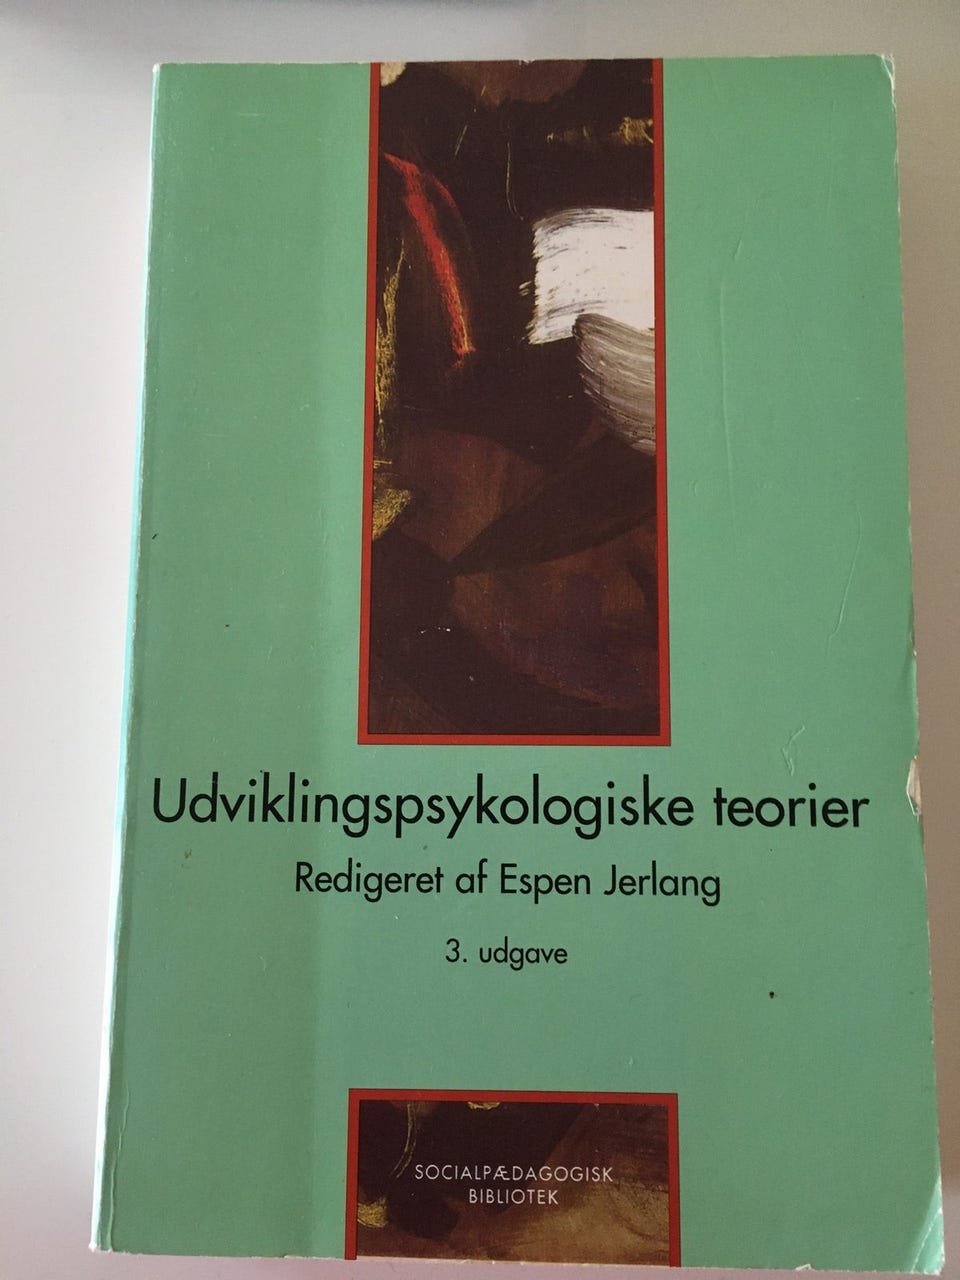 Udviklingspsykologiske teorier
Redigeret af Espen Jerlang
3. udgave
SOCIALPÆDAGOGISK
BIBLIOTEK